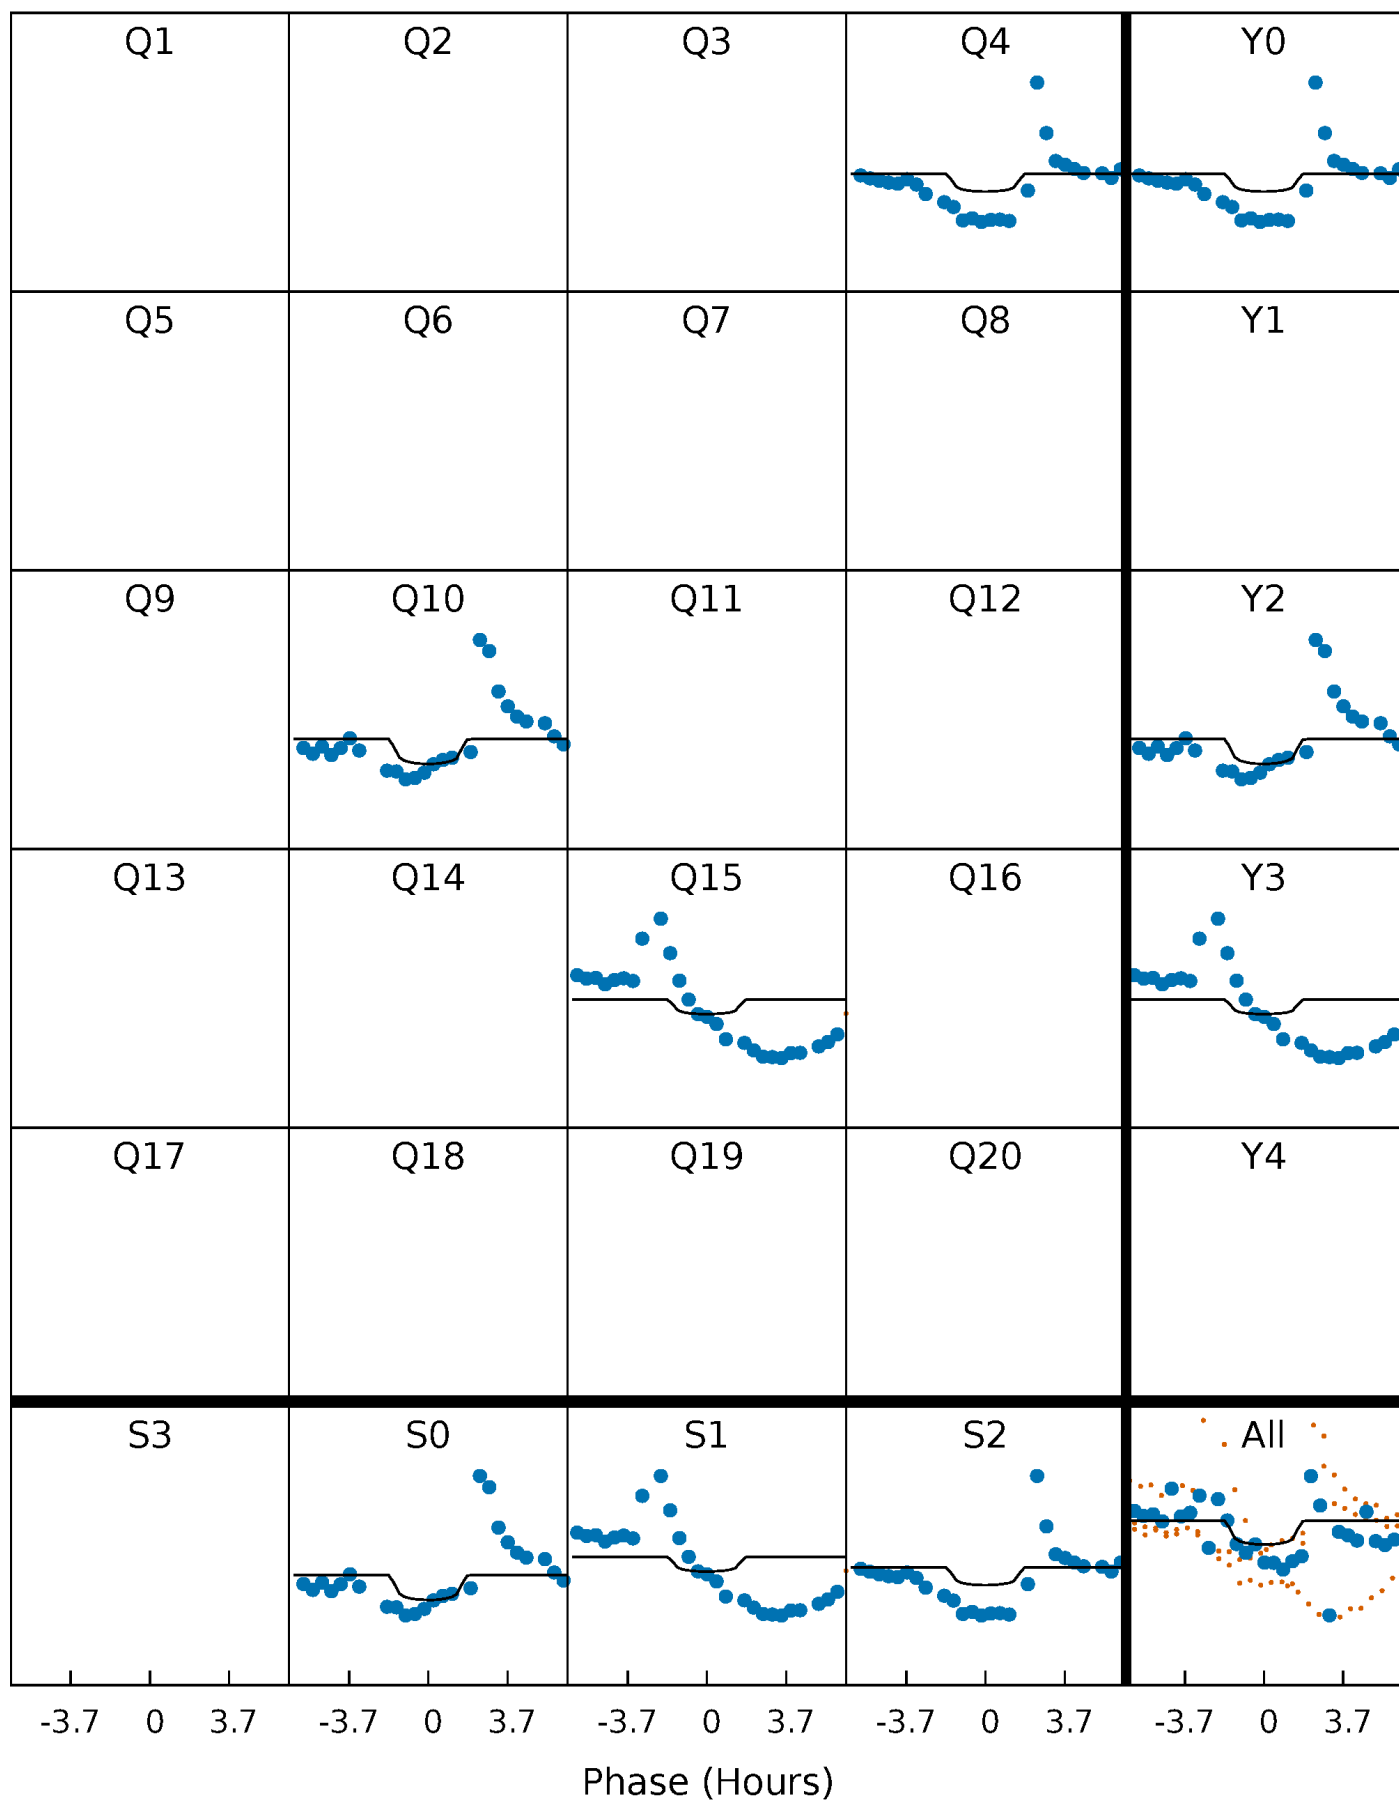 Q1 Q2 Q3 Q4 Y0
Q5 Q6 Q7 Q8 Y1
Q9 Q10 Q11 Q12 Y2
Q13 Q14 Q15 Q16 Y3
Q17 Q18 Q19 Q20 Y4
S3 S0 S1 S2 All
-3.7 0 3.7 -3.7 0 3.7 -3.7 0 3.7 -3.7 0 3.7 -3.7 0 3.7
Phase (Hours)